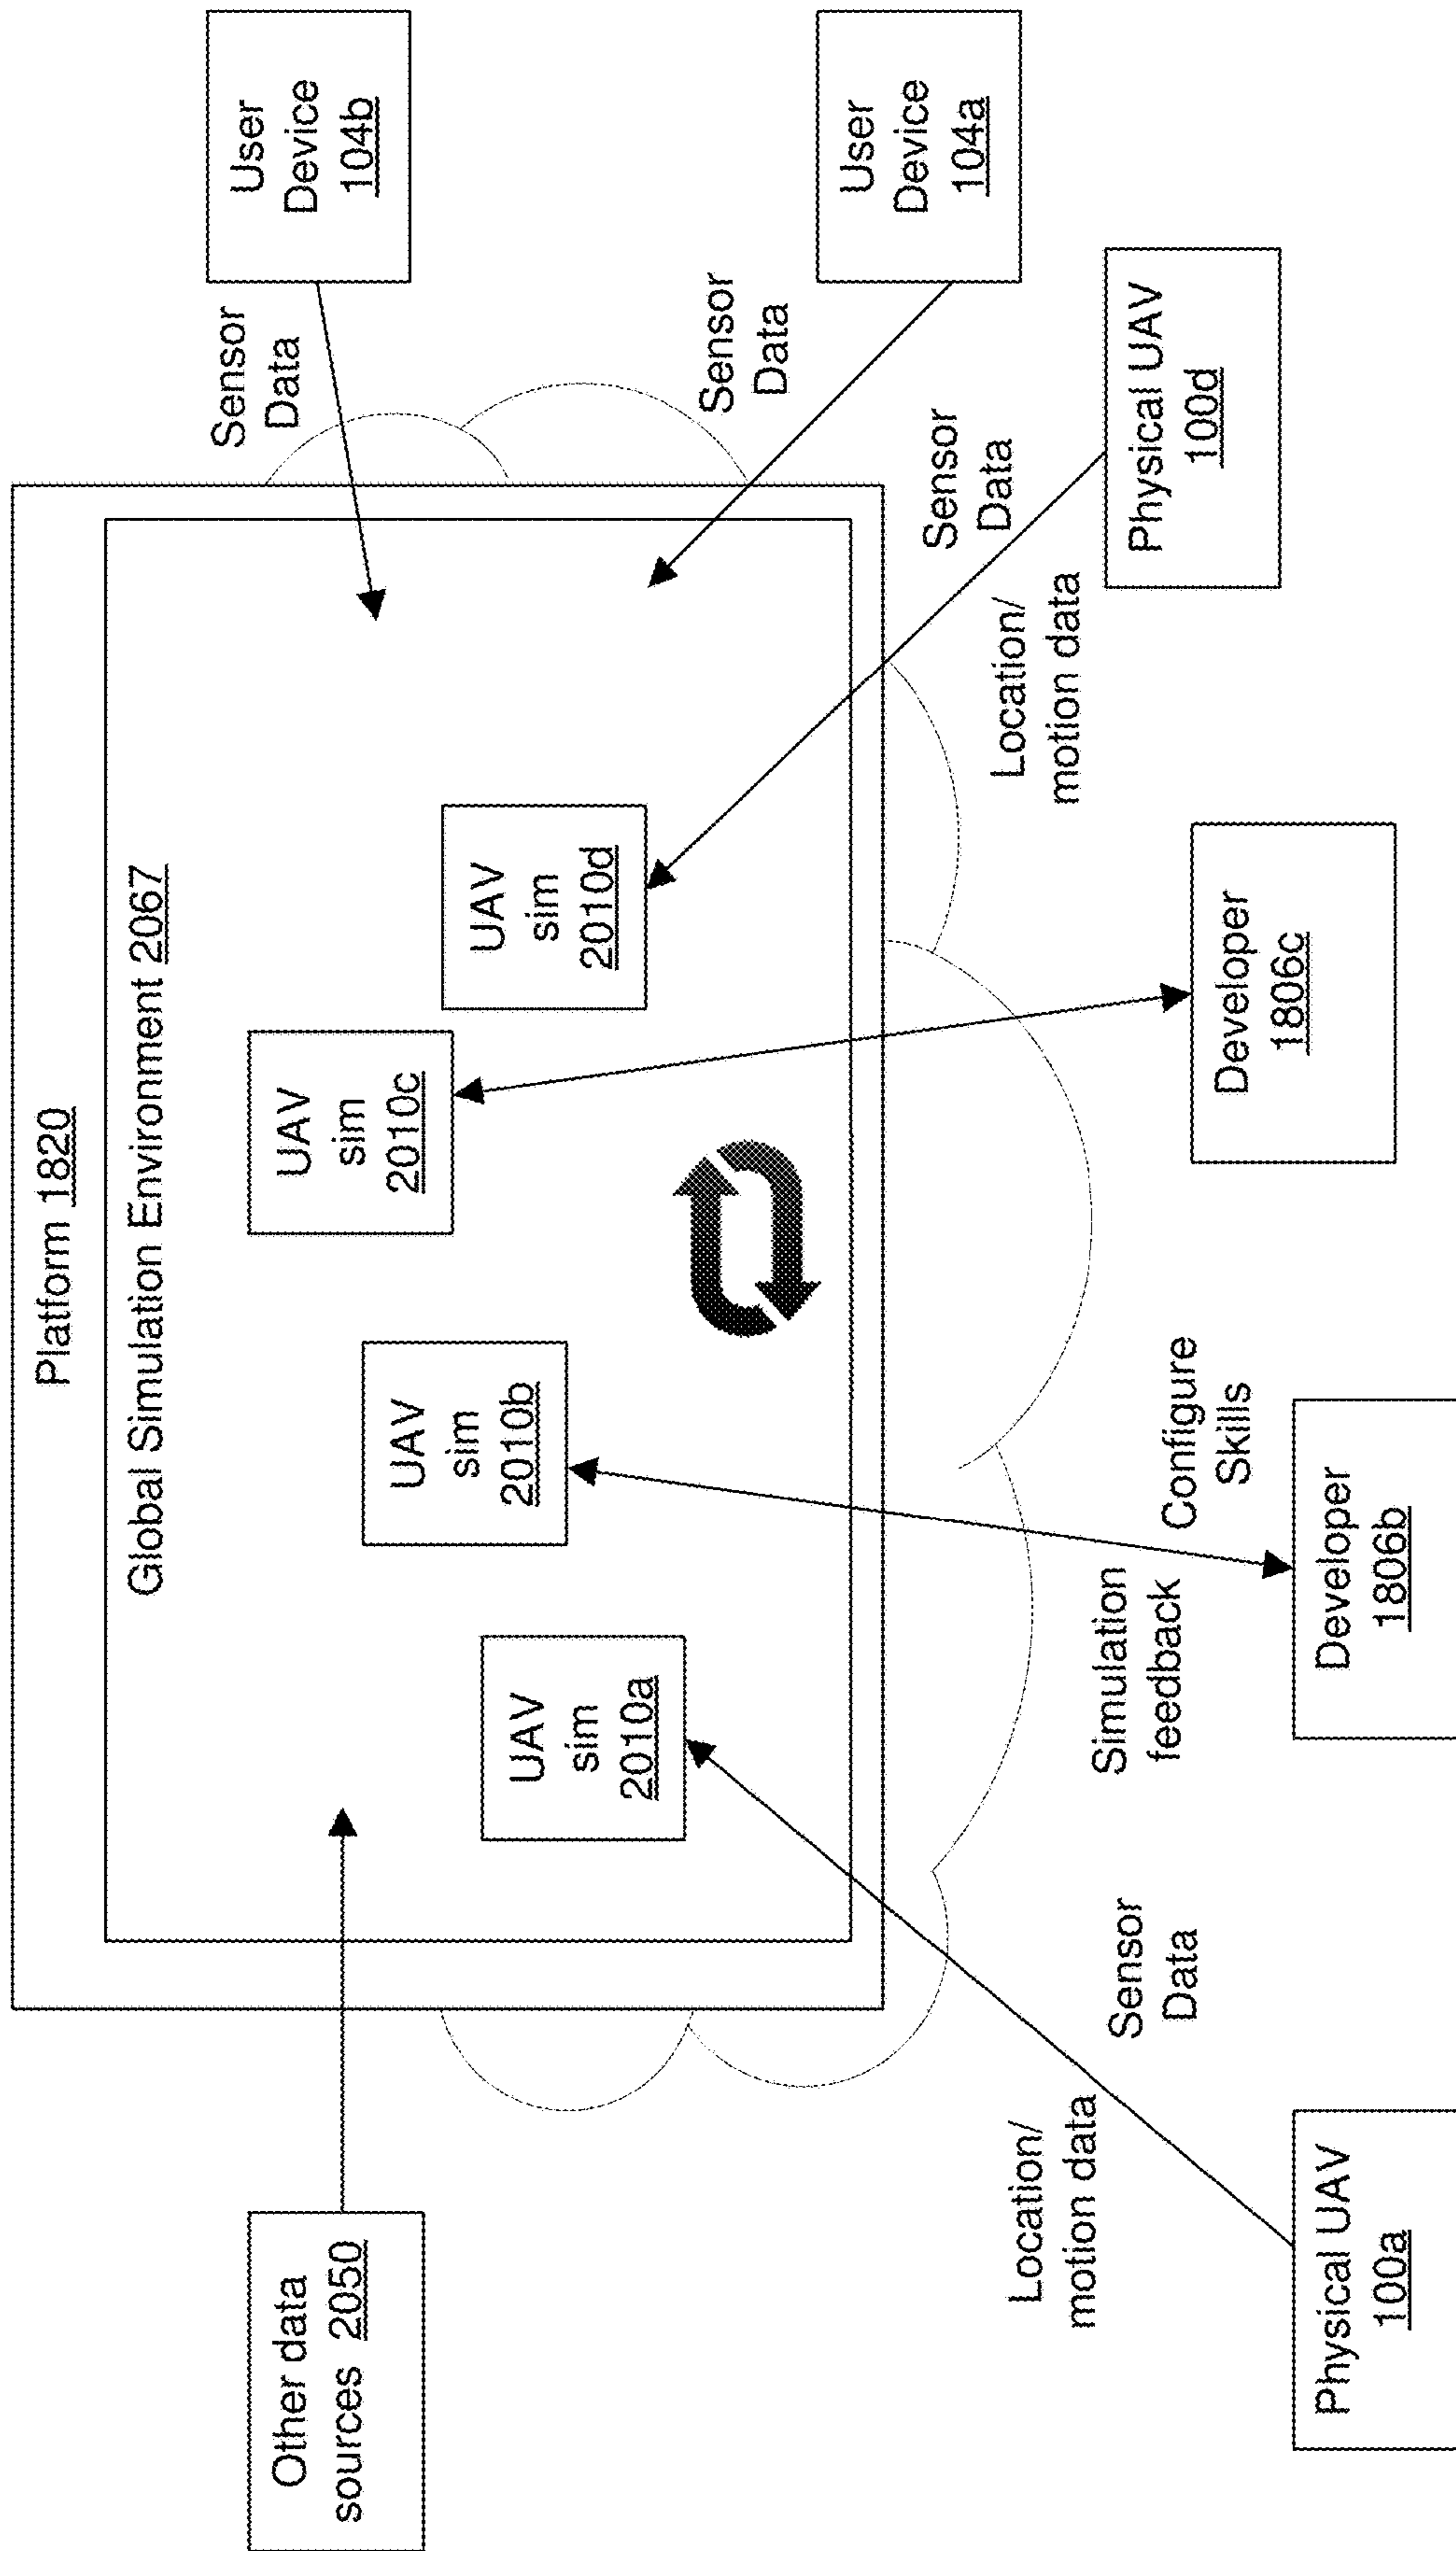 Platform 1820
Global Simulation Environment 2067
Other data
sources 2050
UAV
sim
2010a
UAV
sim
2010b
UAV
sim
2010c
UAV
sim
2010d
Sensor
Data
User
Device
104b
Sensor
Data
User
Device
104a
Sensor
Data
Location/
motion data
Physical UAV
100d
Developer
1806c
Configure
Skills
Simulation
feedback
Developer
1806b
Sensor
Data
Location/
motion data
Physical UAV
100a